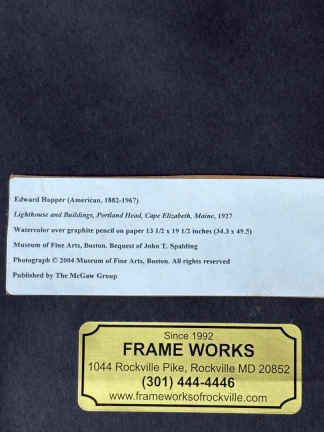 Edward Hopper (American, 1882-1967)
Lighthouse and Buildings, Portland Head, Cape Elizabeth, Maine, 1927
Watercolor over graphite pencil on paper 13 1/2 x 19 1/2 inches (34.3 x 49.5)
Museum of Fine Arts, Boston. Bequest of John T. Spalding
Photograph © 2004 Museum of Fine Arts, Boston. All rights reserved
Published by The McGaw Group
Since 1992
FRAME WORKS
1044 Rockville Pike, Rockville MD 20852
(301) 444-4446
www.frameworksofrockville.com